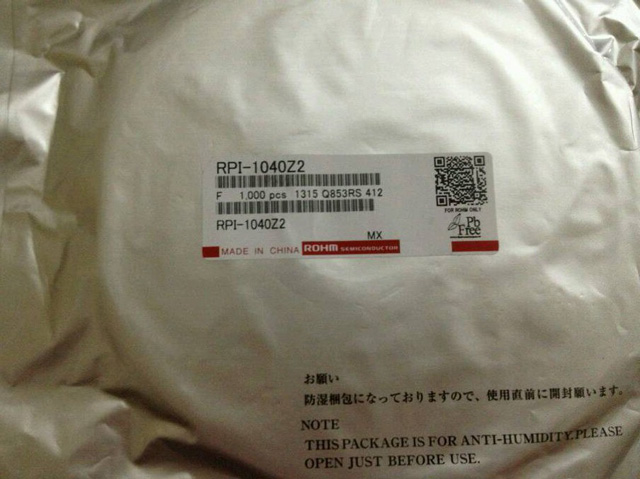 RPI-1040Z2
F 1,000 pcs 1315 Q853RS 412
RPI-1040Z2
MX
MADE IN CHINA ROHM SEMICONDUCTOR
FOR ROHM ONLY
Pb
Free
お願い
防湿梱包になっておりますので、使用直前に開封願います。
NOTE
THIS PACKAGE IS FOR ANTI-HUMIDITY.PLEASE
OPEN JUST BEFORE USE.